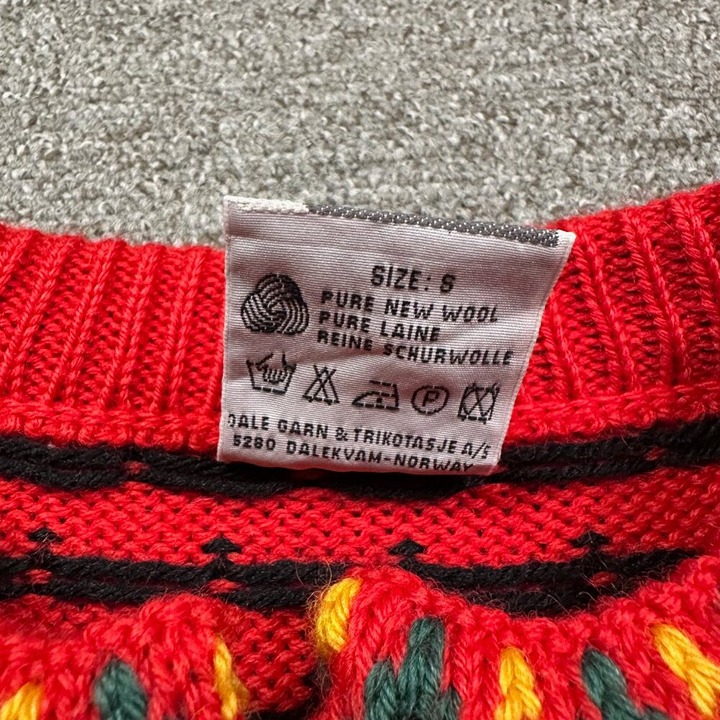 SIZE: S
PURE NEW WOOL
PURE LAINE
REINE SCHURWOLLE
P
DALE GARN & TRIKOTASJE A/S
5280 DALEKVAM-NORWAY